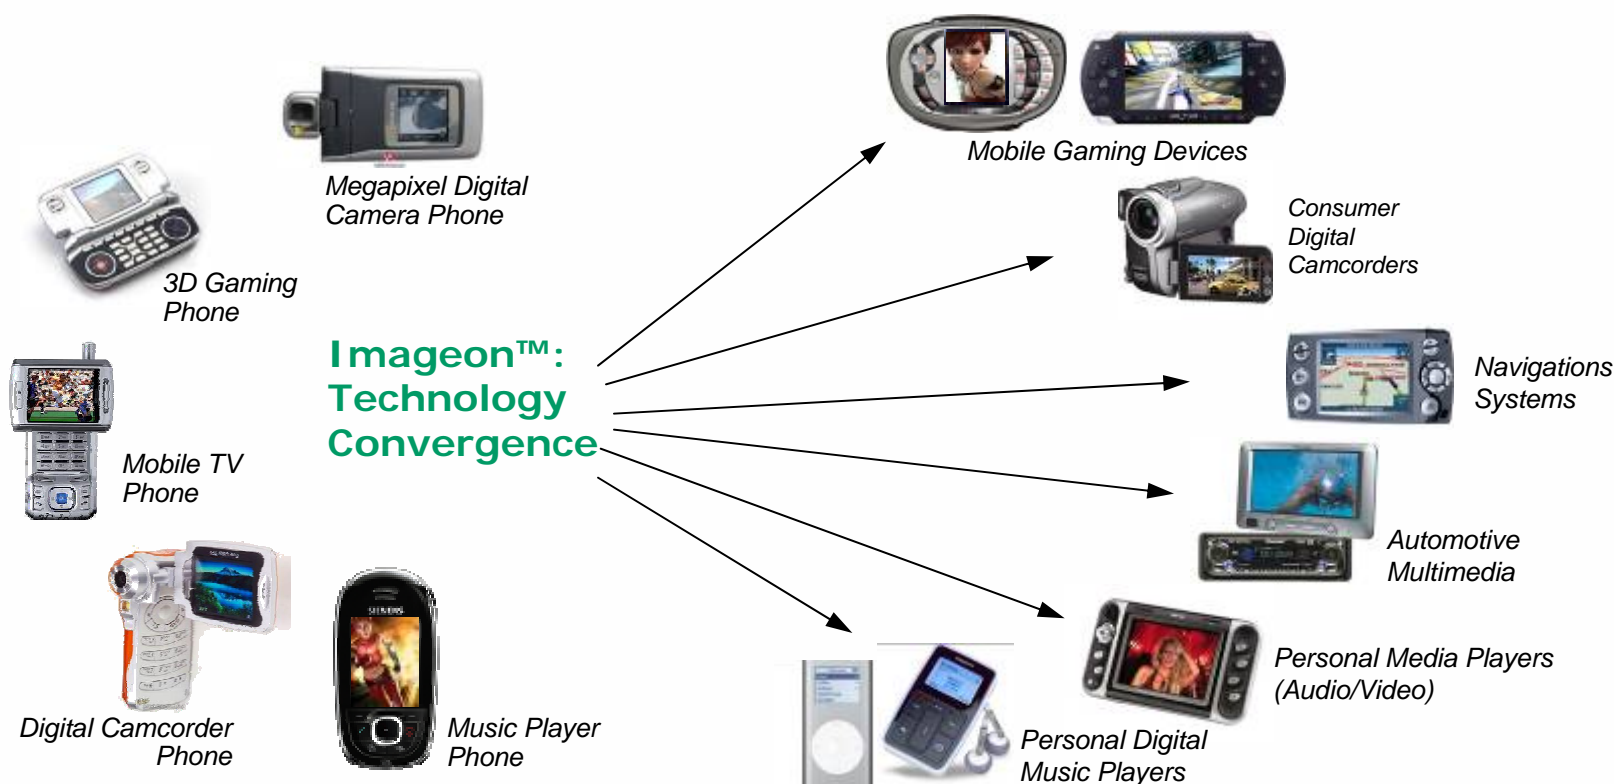 Megapixel Digital
Camera Phone
3D Gaming
Phone
Mobile TV
Phone
Digital Camcorder
Phone
Music Player
Phone
SIEMENS
Imageon™:
Technology
Convergence
Mobile Gaming Devices
Consumer
Digital
Camcorders
Navigations
Systems
Automotive
Multimedia
Personal Media Players
(Audio/Video)
Personal Digital
Music Players